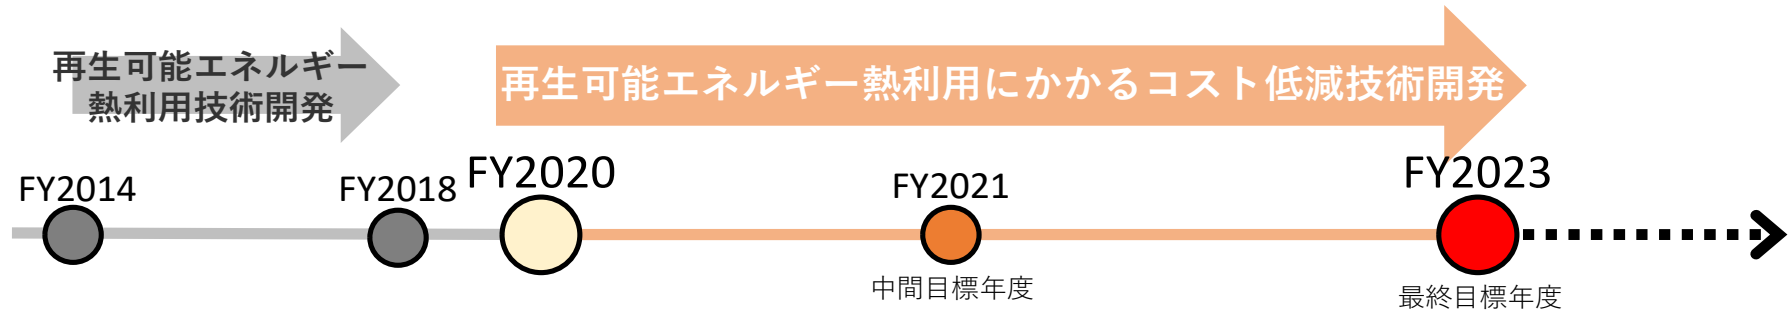 再生可能エネルギー
熱利用技術開発
再生可能エネルギー熱利用にかかるコスト低減技術開発
FY2014
FY2018
FY2020
FY2021
FY2023
中間目標年度
最終目標年度